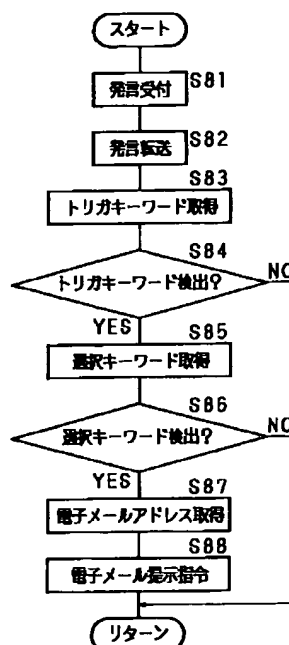 スタート
S81
発言受付
S82
発言転送
S83
トリガキーワード取得
S84
トリガキーワード検出?
NO
YES
S85
選択キーワード取得
S86
選択キーワード検出?
NO
YES
S87
電子メールアドレス取得
S88
電子メール提示指令
リターン